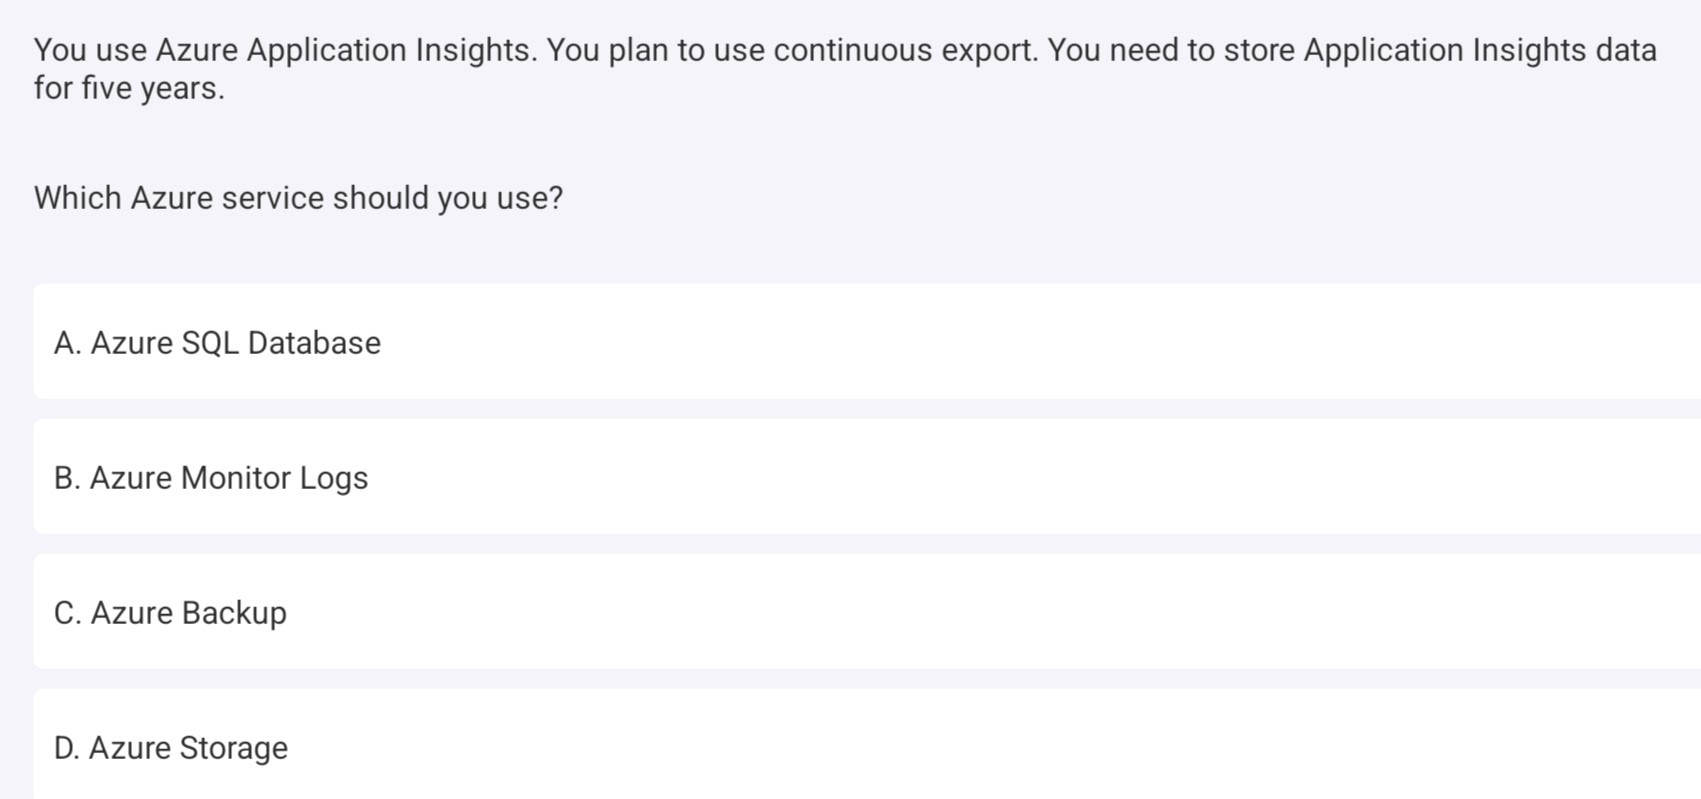 You use Azure Application Insights. You plan to use continuous export. You need to store Application Insights data
for five years.
Which Azure service should you use?
A. Azure SQL Database
B. Azure Monitor Logs
C. Azure Backup
D. Azure Storage